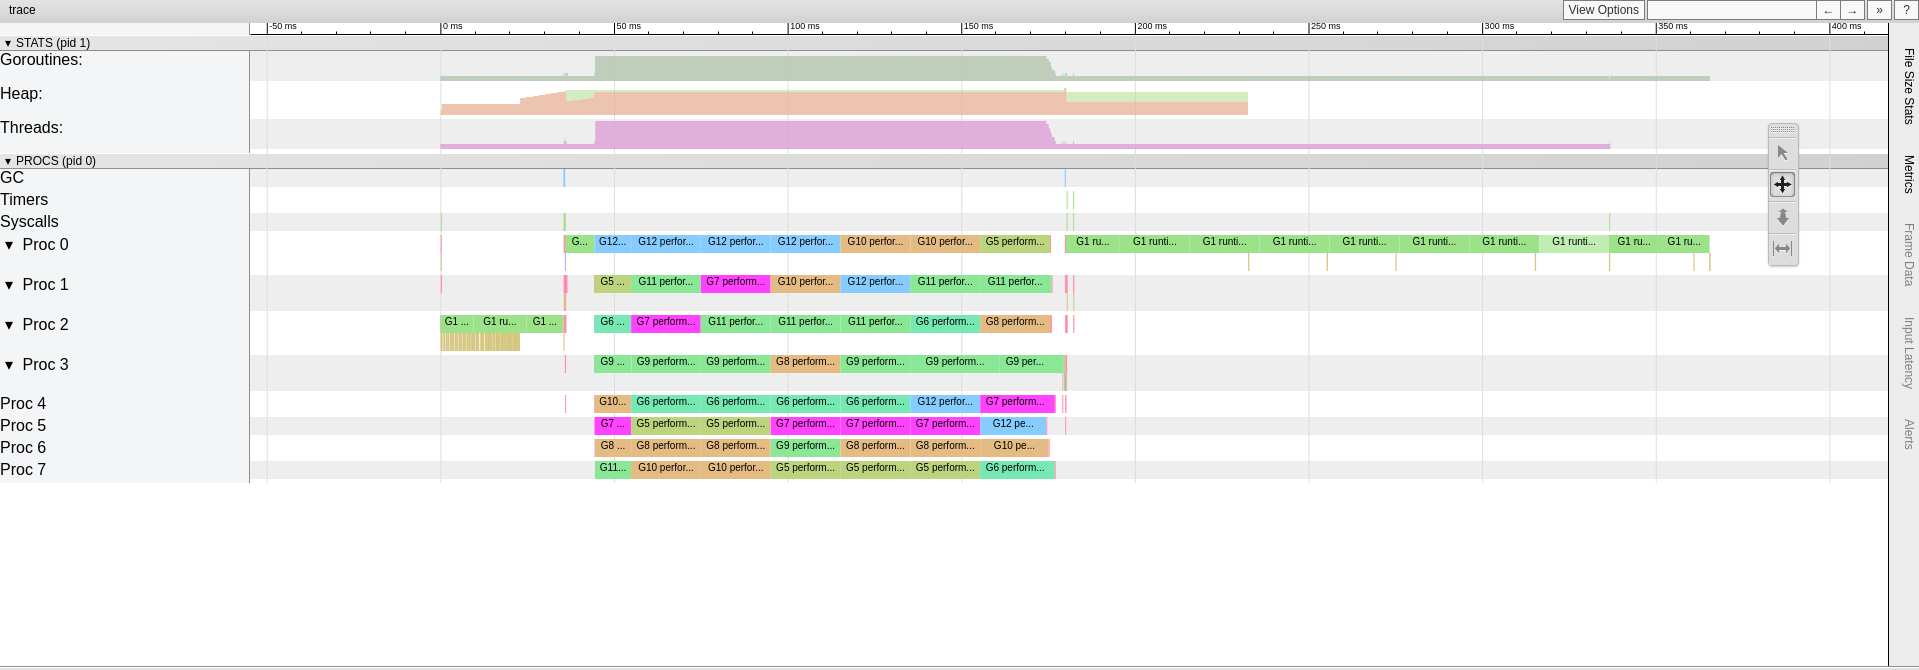 trace
View Options
← → » ?
-50 ms 0 ms 50 ms 100 ms 150 ms 200 ms 250 ms 300 ms 350 ms 400 ms
▾ STATS (pid 1)
Goroutines:
Heap:
Threads:
▾ PROCS (pid 0)
GC
Timers
Syscalls
▾ Proc 0 G... G12... G12 perfor... G12 perfor... G12 perfor... G10 perfor... G10 perfor... G5 perform... G1 ru... G1 runti... G1 runti... G1 runti... G1 runti... G1 runti... G1 runti... G1 runti... G1 ru... G1 ru...
▾ Proc 1 G5 ... G11 perfor... G7 perform... G10 perfor... G12 perfor... G11 perfor... G11 perfor...
▾ Proc 2 G1 ... G1 ru... G1 ... G6 ... G7 perform... G11 perfor... G11 perfor... G11 perfor... G6 perform... G8 perform...
▾ Proc 3 G9 ... G9 perform... G9 perform... G8 perform... G9 perform... G9 perform... G9 per...
Proc 4 G10... G6 perform... G6 perform... G6 perform... G6 perform... G12 perfor... G7 perform...
Proc 5 G7 ... G5 perform... G5 perform... G7 perform... G7 perform... G7 perform... G12 pe...
Proc 6 G8 ... G8 perform... G8 perform... G9 perform... G8 perform... G8 perform... G10 pe...
Proc 7 G11... G10 perfor... G10 perfor... G5 perform... G5 perform... G5 perform... G6 perform...
File Size Stats
Metrics
Frame Data
Input Latency
Alerts